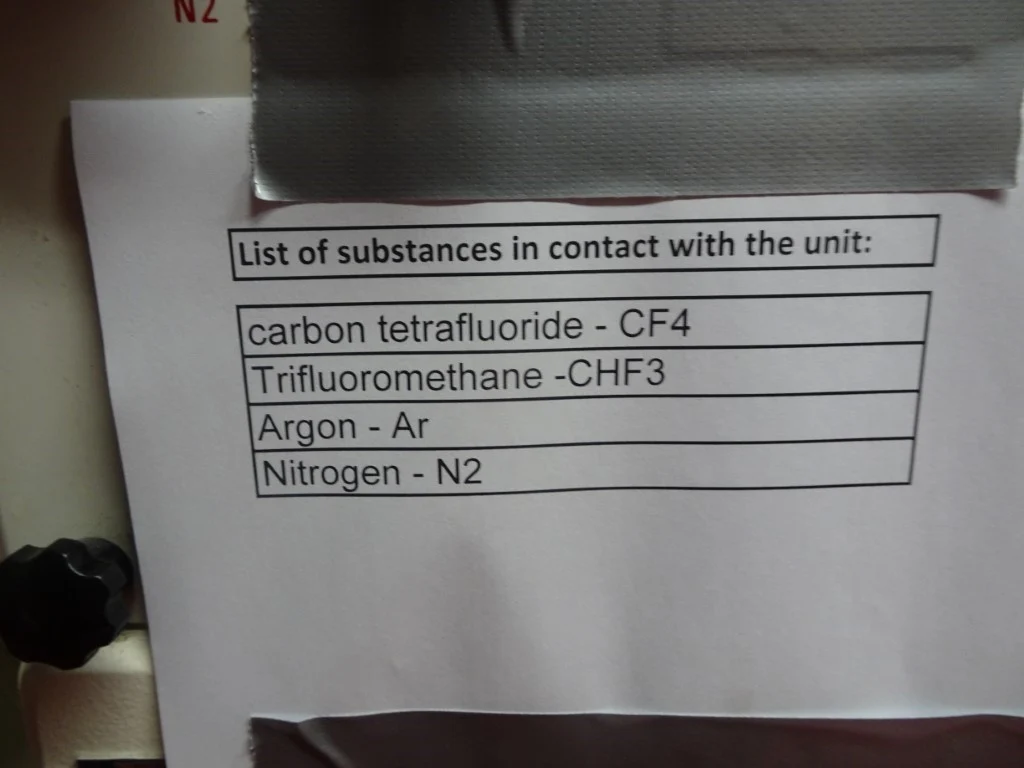 N2
List of substances in contact with the unit:
carbon tetrafluoride - CF4
Trifluoromethane -CHF3
Argon - Ar
Nitrogen - N2